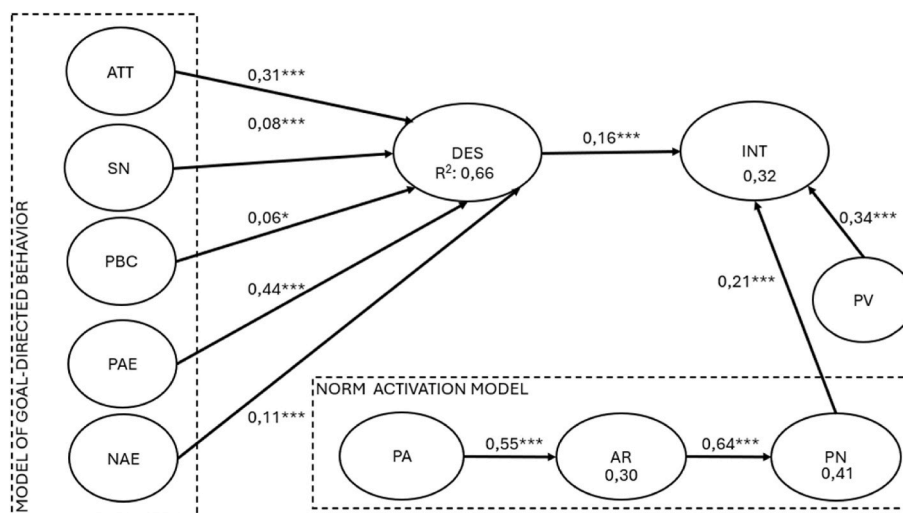 MODEL OF GOAL-DIRECTED BEHAVIOR
ATT
0,31***
SN
0,08***
PBC
0,06*
PAE
0,44***
NAE
0,11***
DES
R²: 0,66
0,16***
INT
0,32
0,34***
PV
0,21***
NORM ACTIVATION MODEL
PA
0,55***
AR
0,30
0,64***
PN
0,41